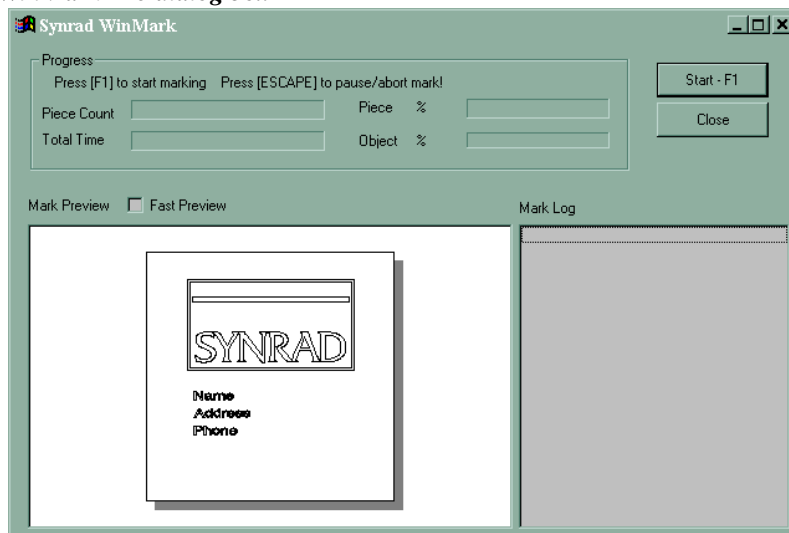 Synrad WinMark
Progress
Press [F1] to start marking Press [ESCAPE] to pause/abort mark!
Start - F1
Piece Count
Piece %
Close
Total Time
Object %
Mark Preview
Fast Preview
Mark Log
SYNRAD
Name
Address
Phone